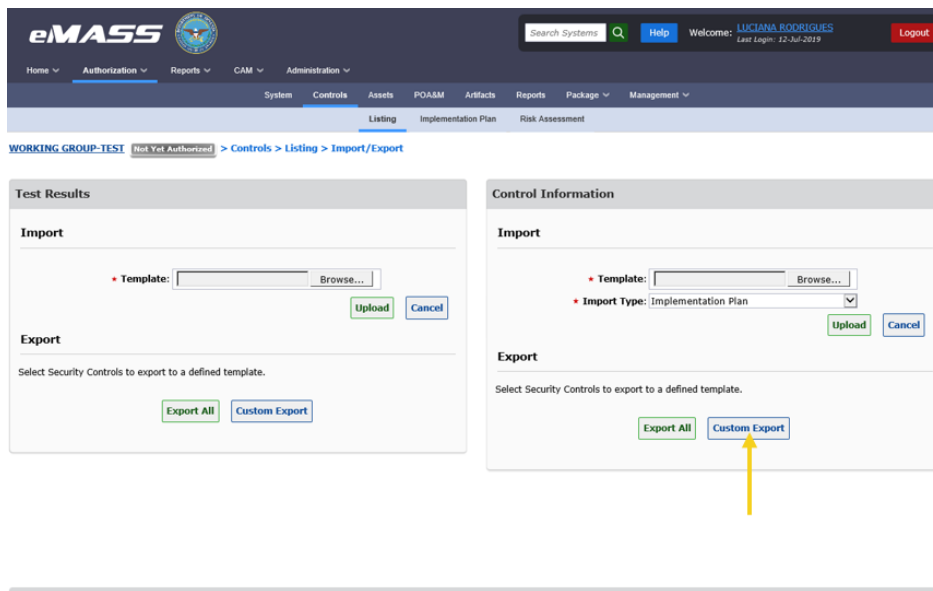 eMASS
Search Systems Help Welcome: LUCIANA RODRIGUES Logout
Last Login: 12-Jul-2019
Home Authorization Reports CAM Administration
System Controls Assets POA&M Artifacts Reports Package Management
Listing Implementation Plan Risk Assessment
WORKING GROUP-TEST Not Yet Authorized > Controls > Listing > Import/Export
Test Results
Import
* Template: Browse...
Upload Cancel
Export
Select Security Controls to export to a defined template.
Export All Custom Export
Control Information
Import
* Template: Browse...
* Import Type: Implementation Plan
Upload Cancel
Export
Select Security Controls to export to a defined template.
Export All Custom Export